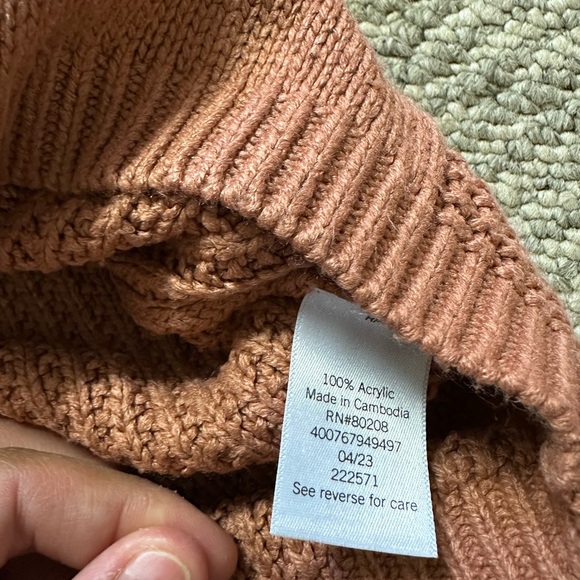 100% Acrylic
Made in Cambodia
RN#80208
400767949497
04/23
222571
See reverse for care